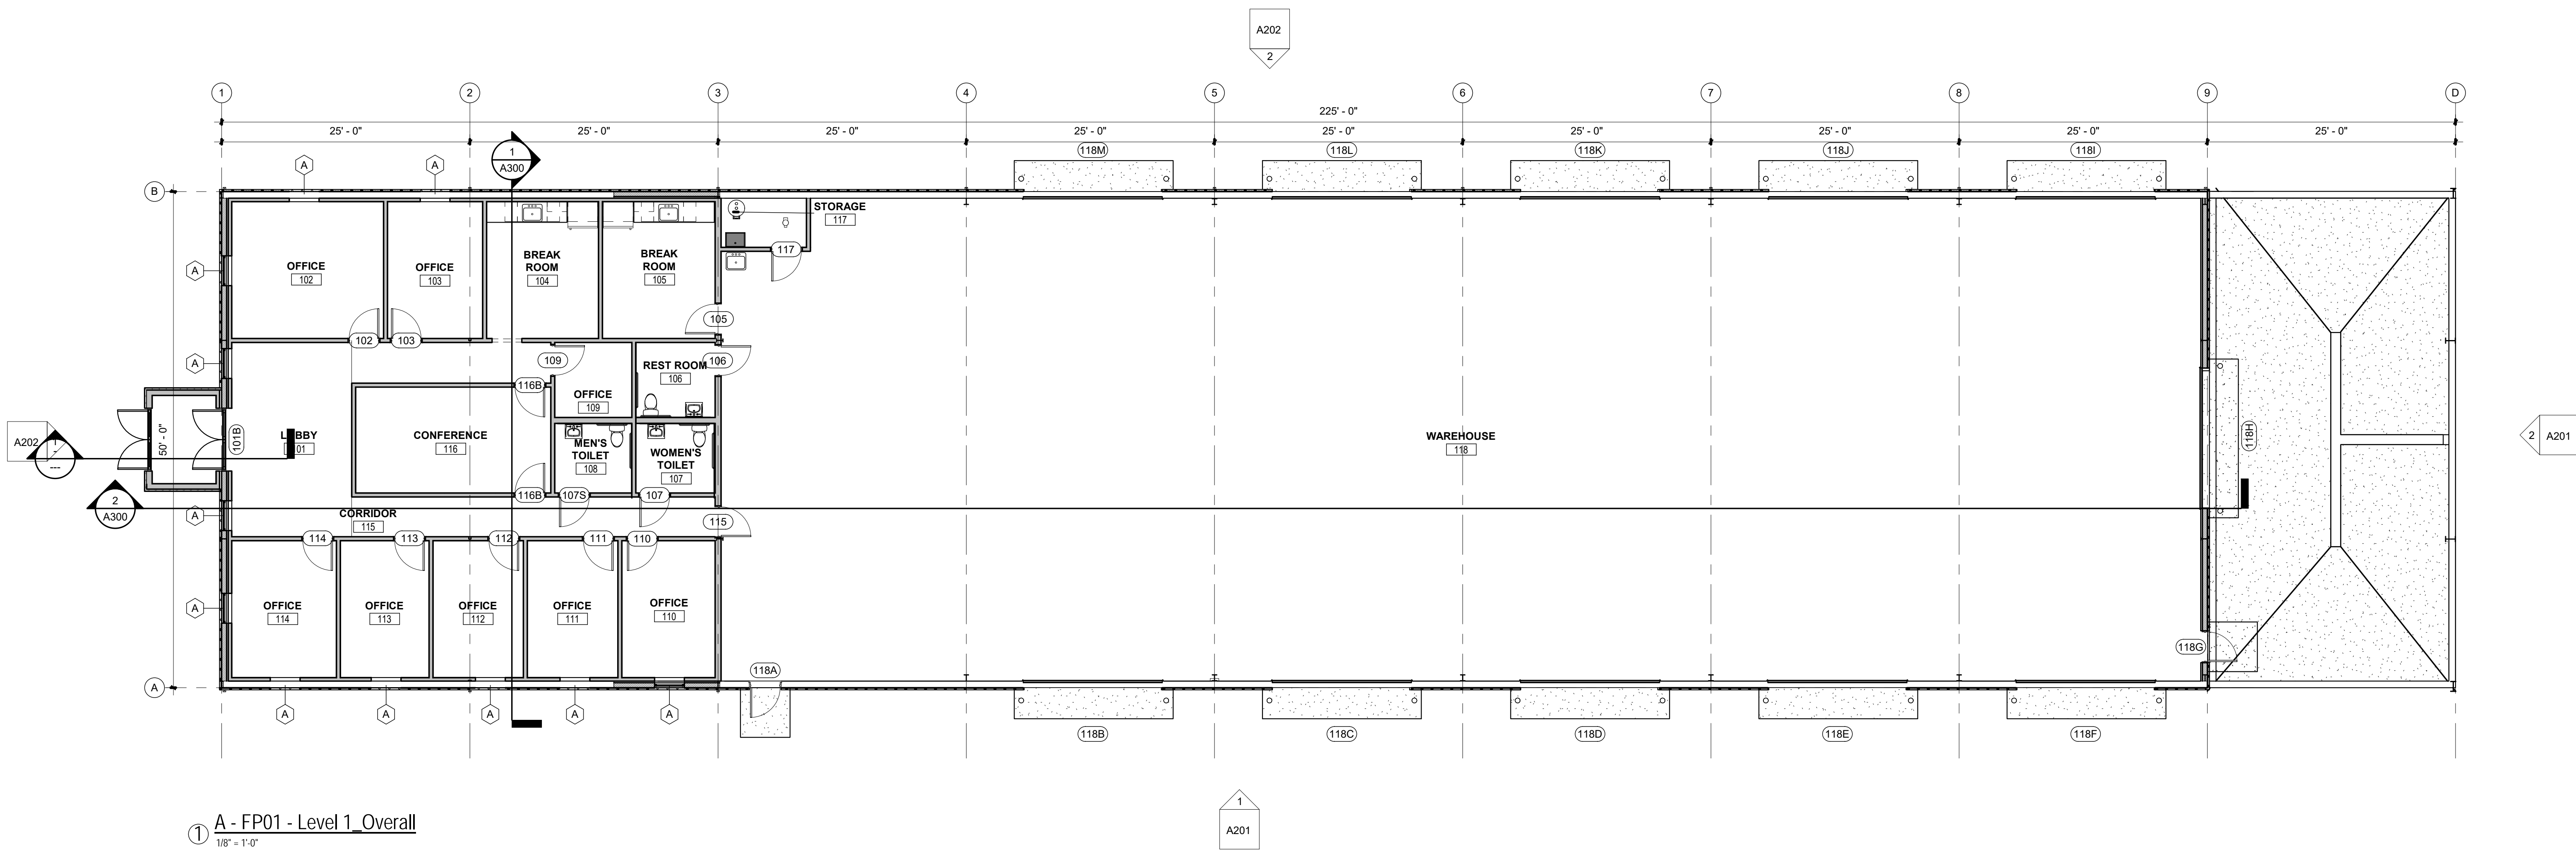 A202
2
1
2
3
4
5
6
7
8
9
D
225' - 0"
25' - 0"
25' - 0"
25' - 0"
25' - 0"
25' - 0"
25' - 0"
25' - 0"
25' - 0"
25' - 0"
1
A300
118M
118L
118K
118J
118I
A
A
B
STORAGE
117
117
OFFICE
102
OFFICE
103
BREAK
ROOM
104
BREAK
ROOM
105
A
105
102
103
109
106
A
REST ROOM
106
116B
OFFICE
109
A202
1
-
---
50' - 0"
101B
LOBBY
101
CONFERENCE
116
MEN'S
TOILET
108
WOMEN'S
TOILET
107
WAREHOUSE
118
118H
2
A201
116B
107S
107
2
A300
A
CORRIDOR
115
115
114
113
112
111
110
A
OFFICE
114
OFFICE
113
OFFICE
112
OFFICE
111
OFFICE
110
118G
118A
A
A
A
A
A
A
118B
118C
118D
118E
118F
1
A201
1
A - FP01 - Level 1_Overall
1/8" = 1'-0"